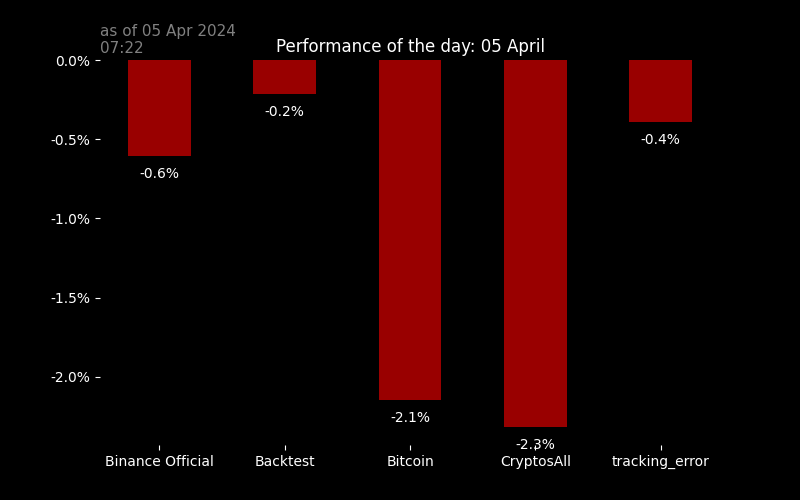 as of 05 Apr 2024
07:22
Performance of the day: 05 April
0.0%
-0.5%
-1.0%
-1.5%
-2.0%
-0.6%
-0.2%
-2.1%
-2.3%
-0.4%
Binance Official
Backtest
Bitcoin
CryptosAll
tracking_error